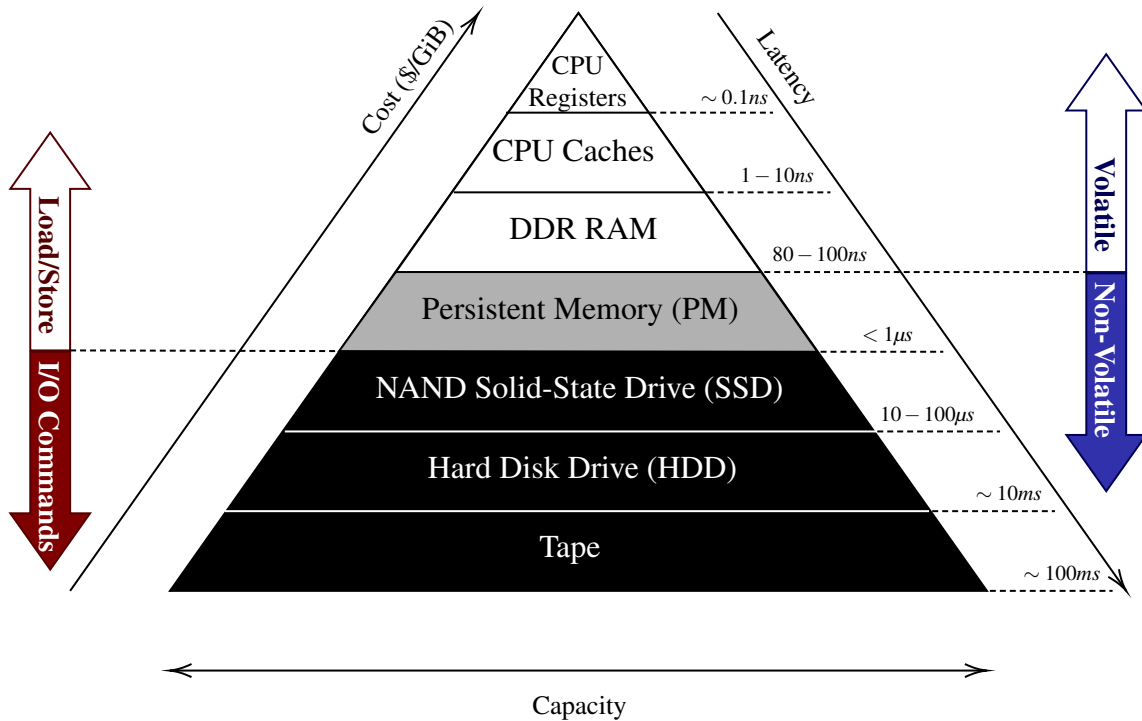 Cost ($/GiB)
Latency
CPU
Registers
∼ 0.1ns
CPU Caches
1 − 10ns
DDR RAM
80 − 100ns
Persistent Memory (PM)
< 1μs
NAND Solid-State Drive (SSD)
10 − 100μs
Hard Disk Drive (HDD)
∼ 10ms
Tape
∼ 100ms
Load/Store
I/O Commands
Volatile
Non-Volatile
Capacity